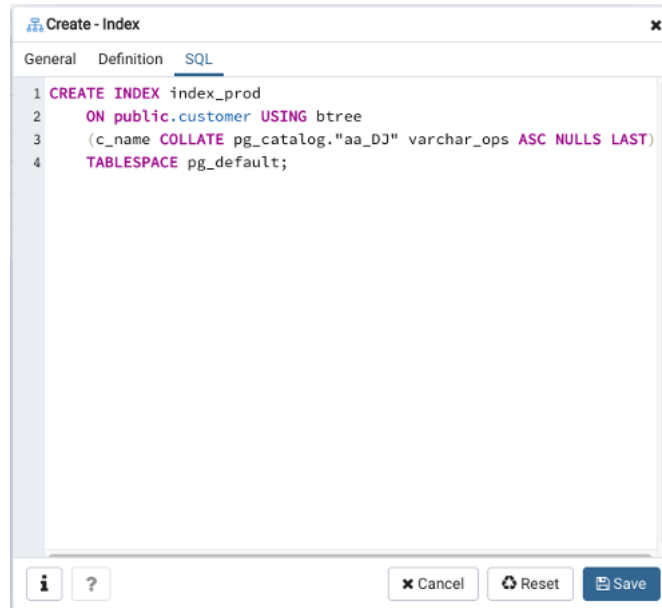 Create - Index
General Definition SQL
1 CREATE INDEX index_prod
2 ON public.customer USING btree
3 (c_name COLLATE pg_catalog."aa_DJ" varchar_ops ASC NULLS LAST)
4 TABLESPACE pg_default;
i ? Cancel Reset Save